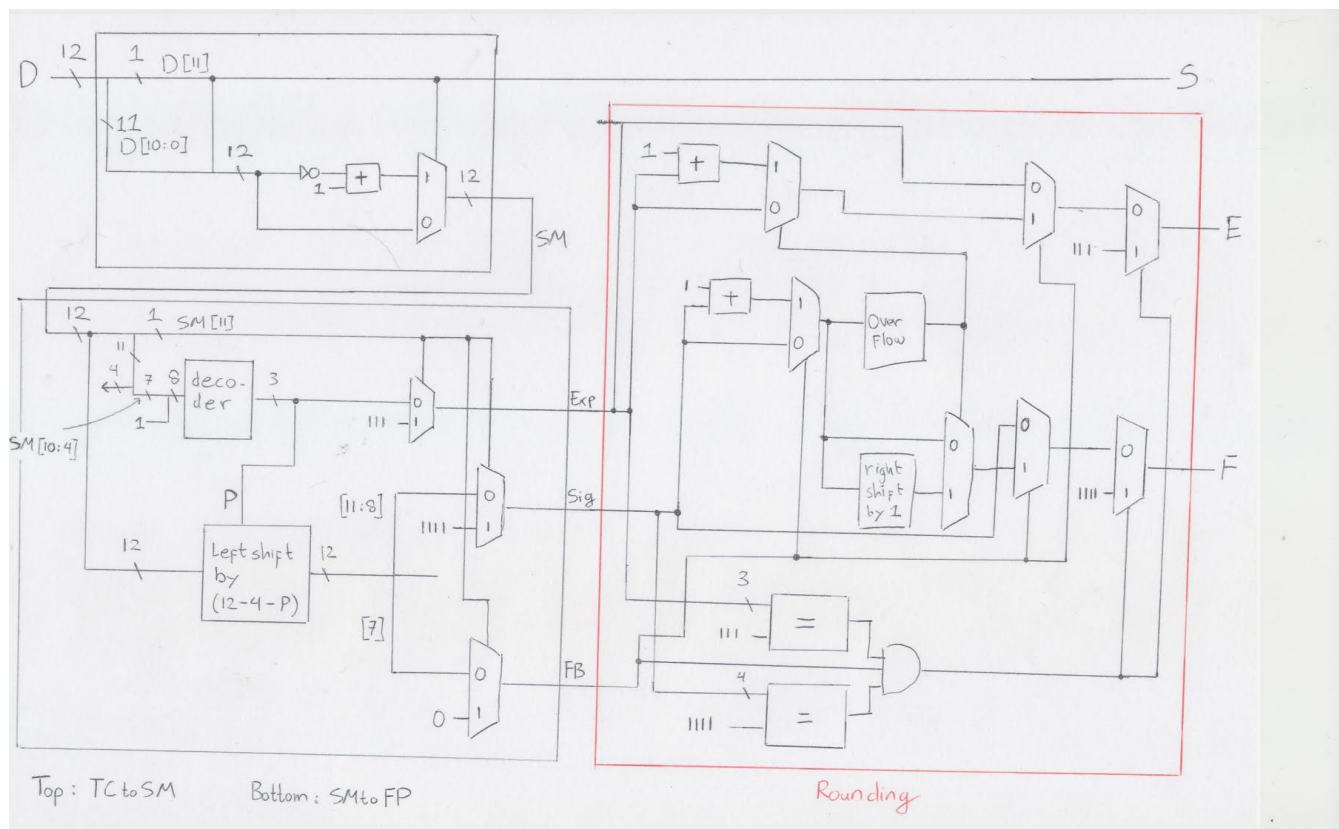 D
12
1
D[11]
S
11
D[10:0]
12
1
+
1
0
12
SM
12
1
SM[11]
11
4
7
8
1
deco-
der
3
0
111
1
SM[10:4]
P
Exp
[11:8]
0
1111
1
Sig
12
Left shift
by
(12-4-P)
12
[7]
0
0
1
FB
1
+
1
0
0
1
0
111
1
E
1
+
1
0
Over
Flow
right
shift
by 1
0
1
0
1
0
1111
1
F
3
111
=
4
1111
=
Top: TC to SM
Bottom: SM to FP
Rounding